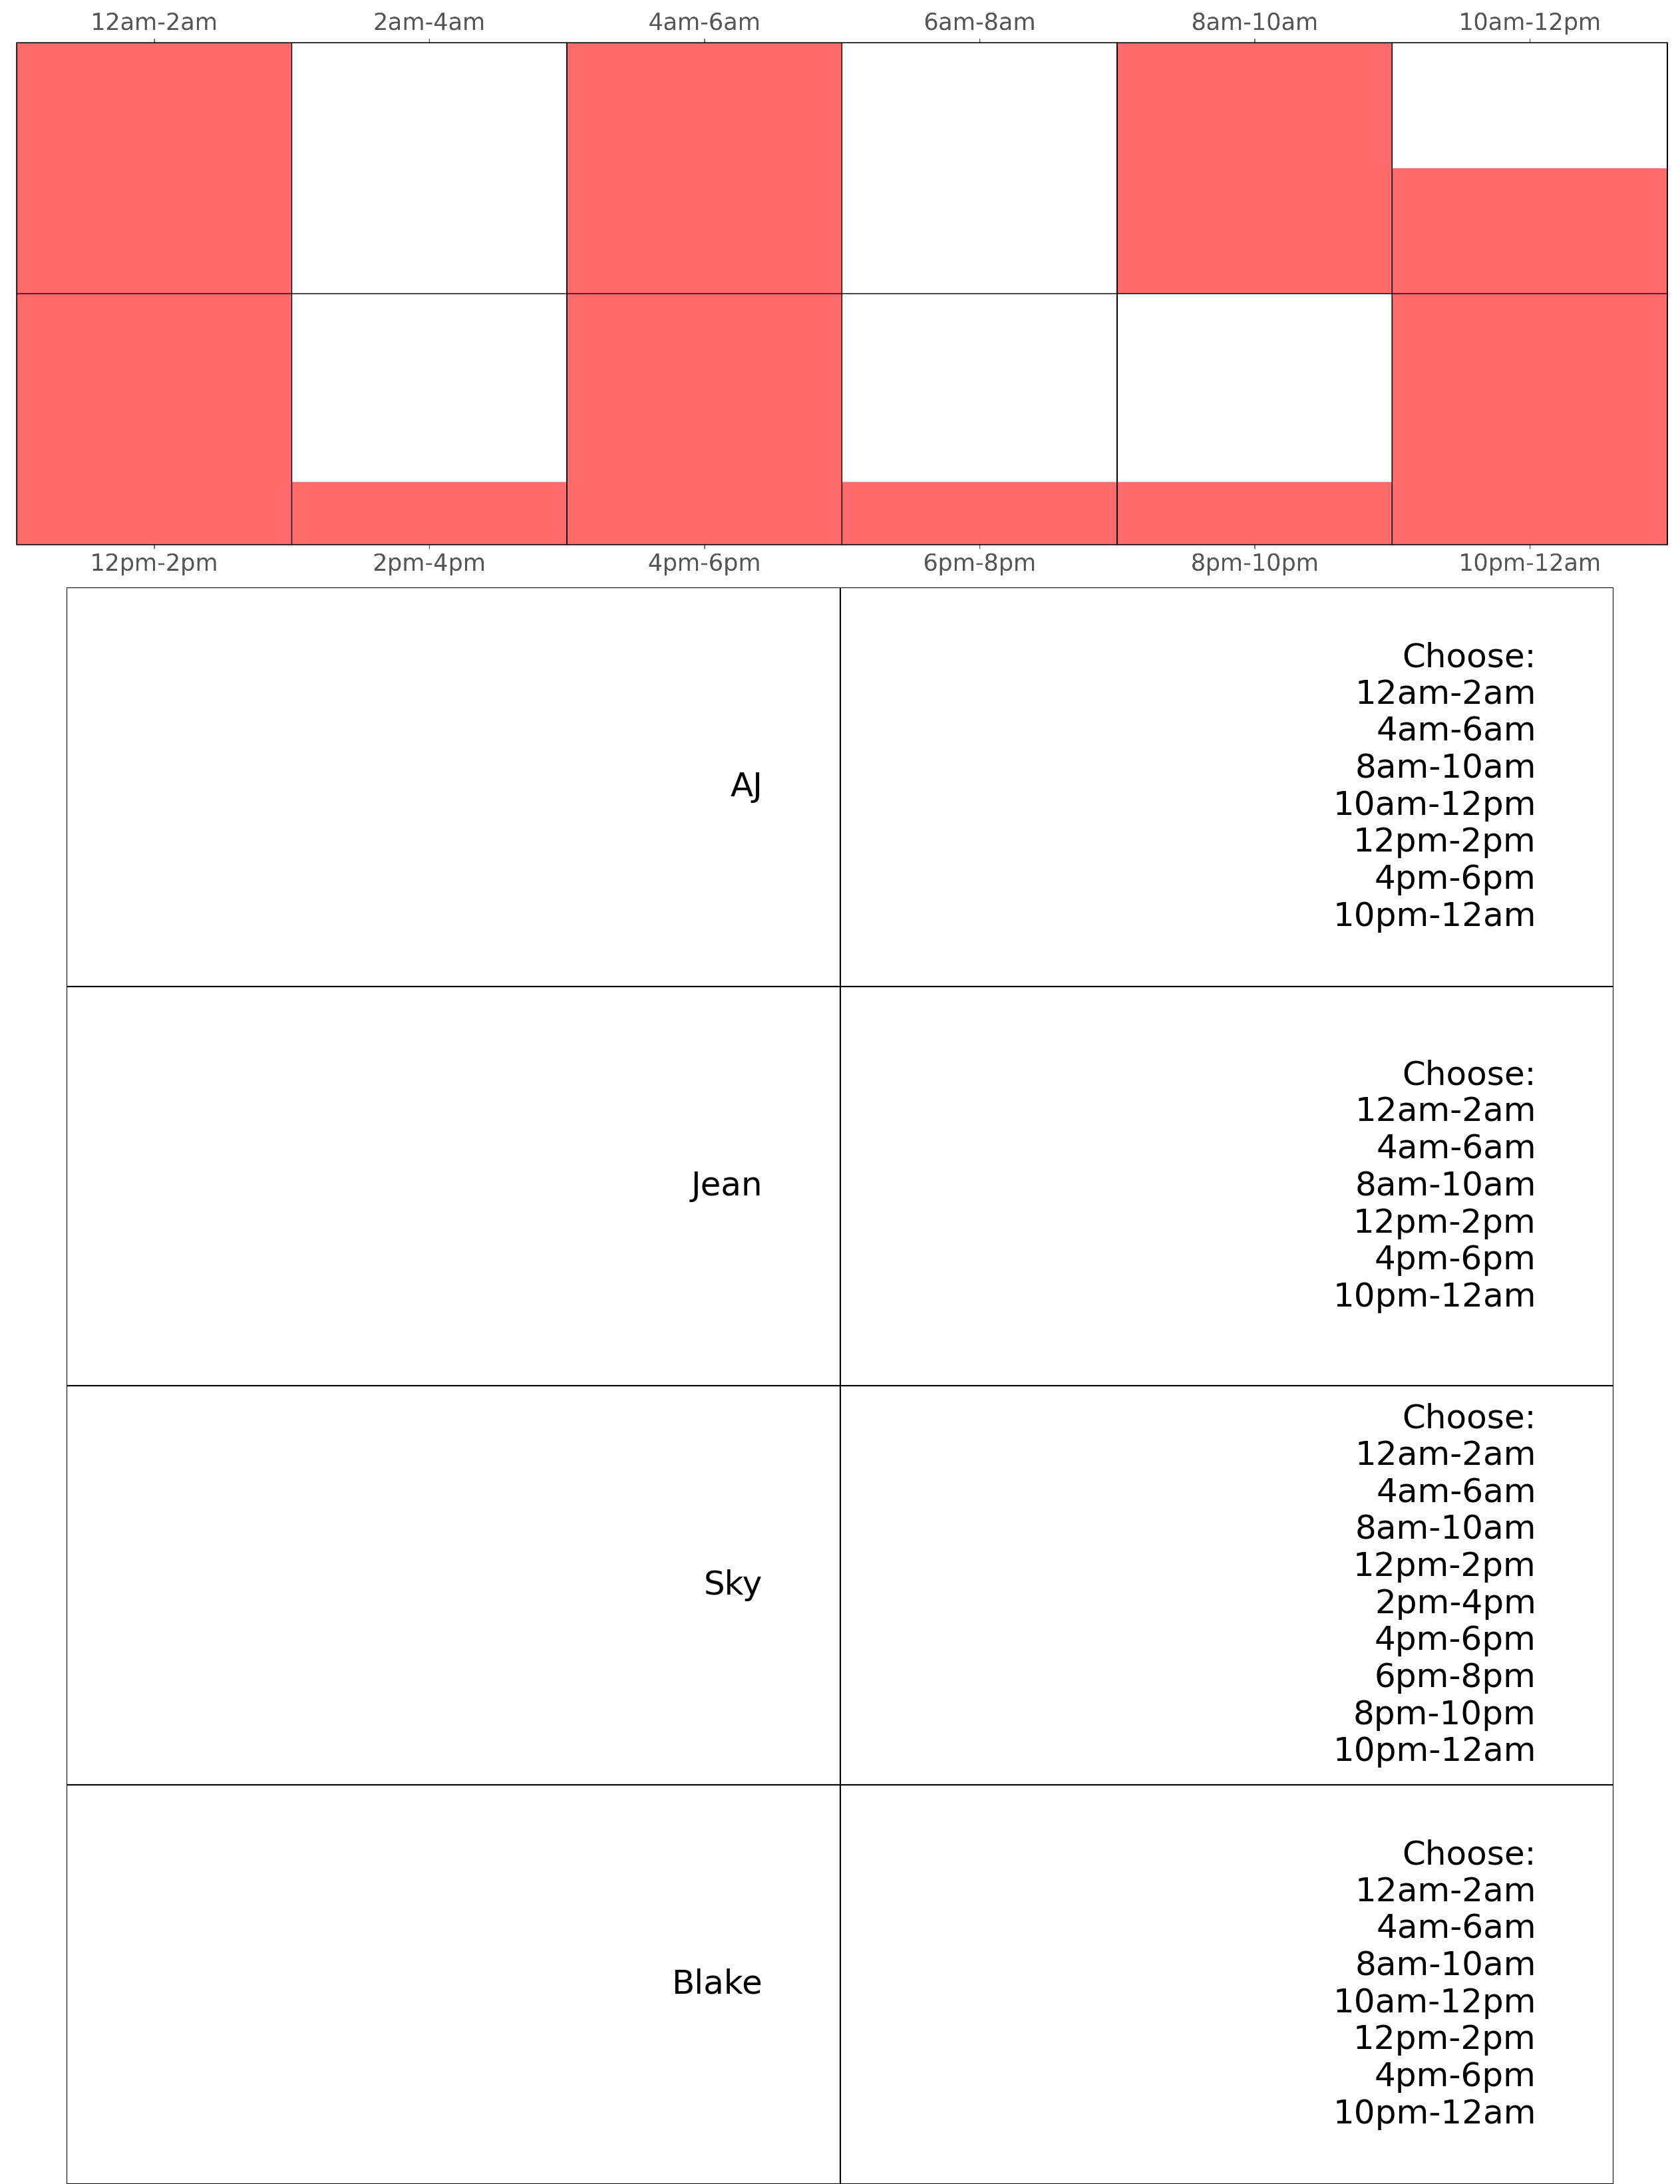 12am-2am 2am-4am 4am-6am 6am-8am 8am-10am 10am-12pm
12pm-2pm 2pm-4pm 4pm-6pm 6pm-8pm 8pm-10pm 10pm-12am
AJ
Choose:
12am-2am
4am-6am
8am-10am
10am-12pm
12pm-2pm
4pm-6pm
10pm-12am
Jean
Choose:
12am-2am
4am-6am
8am-10am
12pm-2pm
4pm-6pm
10pm-12am
Sky
Choose:
12am-2am
4am-6am
8am-10am
12pm-2pm
2pm-4pm
4pm-6pm
6pm-8pm
8pm-10pm
10pm-12am
Blake
Choose:
12am-2am
4am-6am
8am-10am
10am-12pm
12pm-2pm
4pm-6pm
10pm-12am